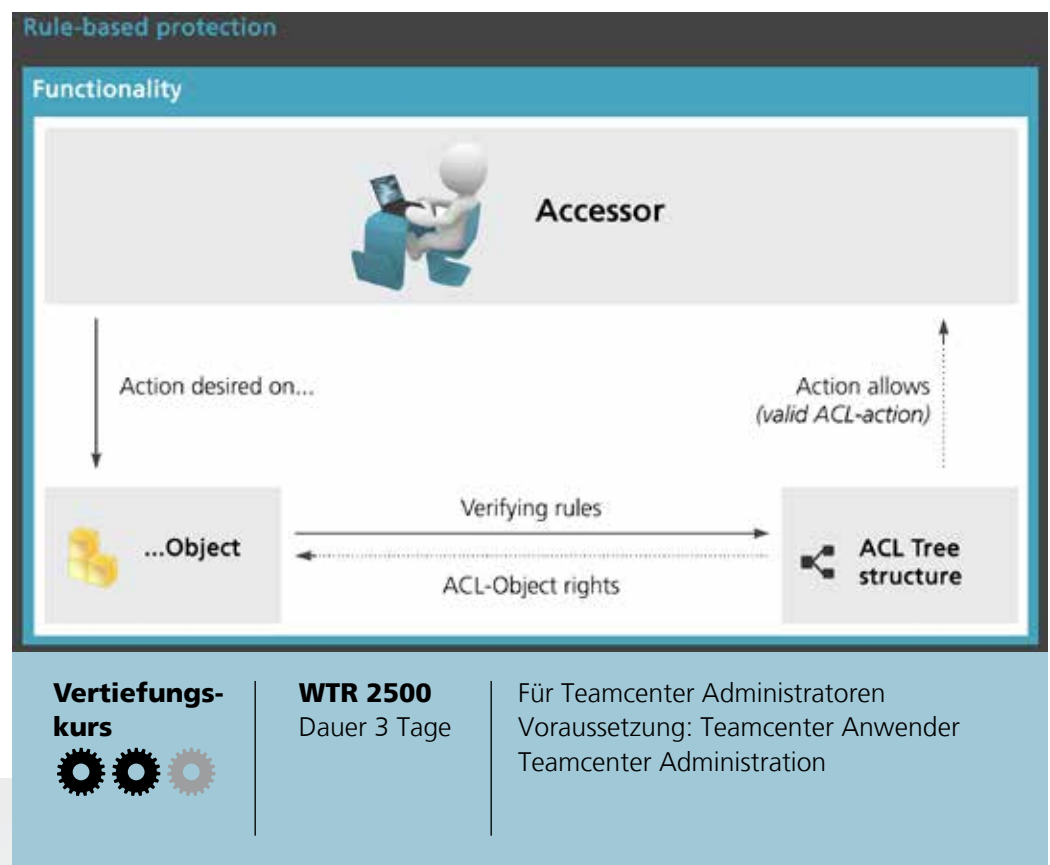 Rule-based protection
Functionality
Accessor
Action desired on...
Action allows
(valid ACL-action)
Verifying rules
...Object
ACL Tree
structure
ACL-Object rights
Vertiefungs-
kurs
WTR 2500
Dauer 3 Tage
Für Teamcenter Administratoren
Voraussetzung: Teamcenter Anwender
Teamcenter Administration